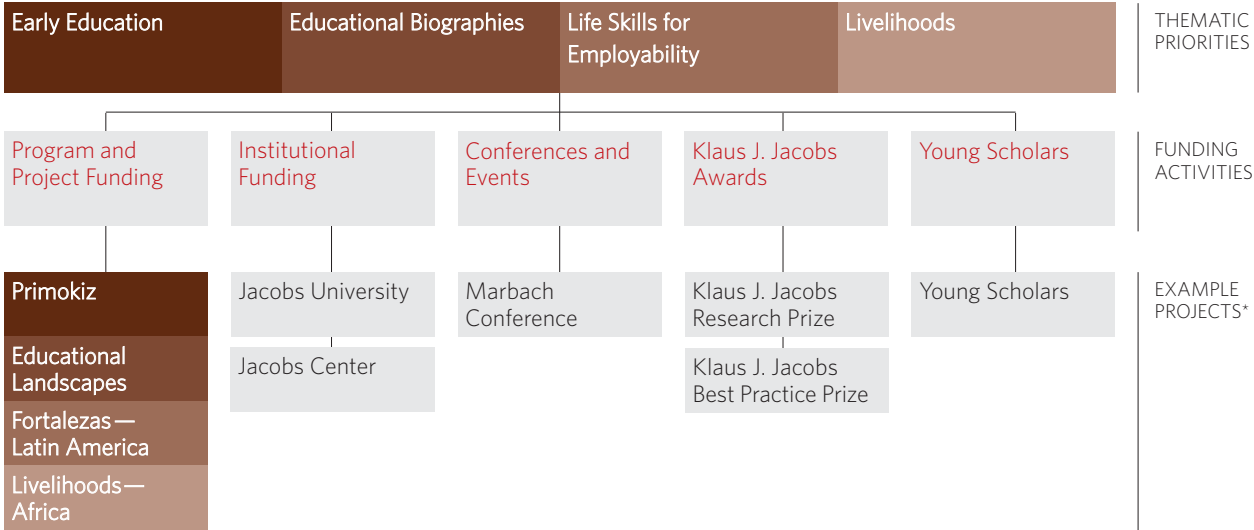 Early Education
Educational Biographies
Life Skills for
Employability
Livelihoods
THEMATIC
PRIORITIES
Program and
Project Funding
Institutional
Funding
Conferences and
Events
Klaus J. Jacobs
Awards
Young Scholars
FUNDING
ACTIVITIES
Primokiz
Educational
Landscapes
Fortalezas—
Latin America
Livelihoods—
Africa
Jacobs University
Jacobs Center
Marbach
Conference
Klaus J. Jacobs
Research Prize
Klaus J. Jacobs
Best Practice Prize
Young Scholars
EXAMPLE
PROJECTS*